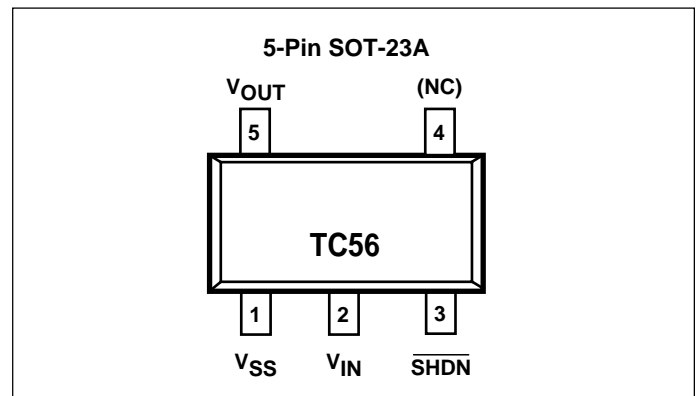 5-Pin SOT-23A
VOUT (NC)
5 4
TC56
1 2 3
VSS VIN SHDN